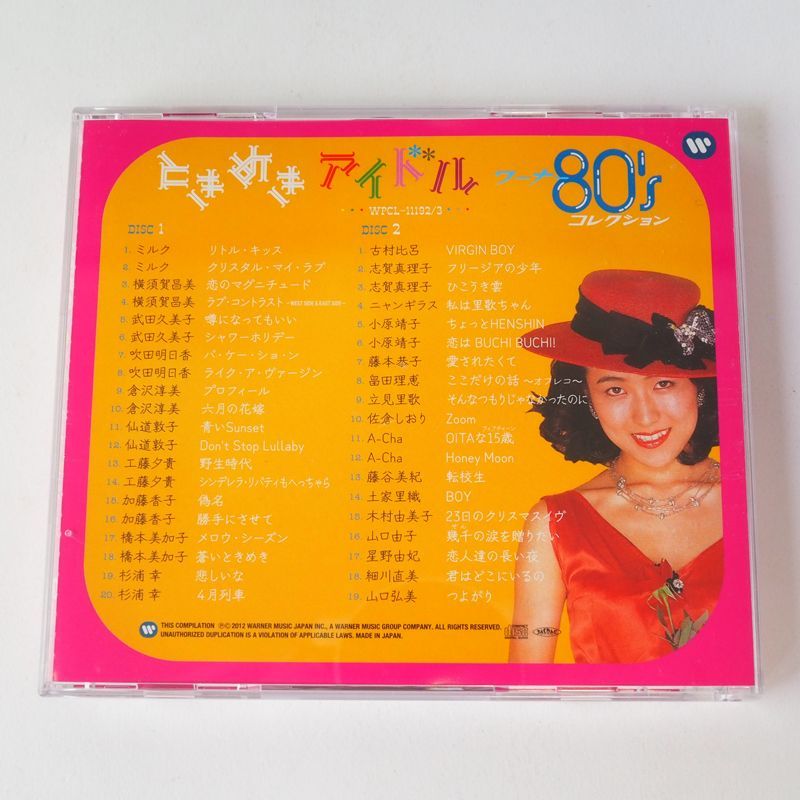 ときめきアイドル ワーナー80's コレクション
WPCL-11192/3
DISC 1
1. ミルク リトル・キッス
2. ミルク クリスタル・マイ・ラブ
3. 横須賀昌美 恋のマグニチュード
4. 横須賀昌美 ラブ・コントラスト ~WEST SIDE & EAST SIDE~
5. 武田久美子 噂になってもいい
6. 武田久美子 シャワーホリデー
7. 吹田明日香 バ・ケー・ショ・ン
8. 吹田明日香 ライク・ア・ヴァージン
9. 倉沢淳美 プロフィール
10. 倉沢淳美 六月の花嫁
11. 仙道敦子 青いSunset
12. 仙道敦子 Don't Stop Lullaby
13. 工藤夕貴 野生時代
14. 工藤夕貴 シンデレラ・リバティもへっちゃら
15. 加藤香子 偽名
16. 加藤香子 勝手にさせて
17. 橋本美加子 メロウ・シーズン
18. 橋本美加子 蒼いときめき
19. 杉浦 幸 悲しいな
20. 杉浦 幸 4月列車
DISC 2
1. 古村比呂 VIRGIN BOY
2. 志賀真理子 フリージアの少年
3. 志賀真理子 ひこうき雲
4. ニャンギラス 私は里歌ちゃん
5. 小原靖子 ちょっとHENSHIN
6. 小原靖子 恋は BUCHI BUCHI!
7. 藤本恭子 愛されたくて
8. 畠田理恵 ここだけの話 ~オフレコ~
9. 立見里歌 そんなつもりじゃなかったのに
10. 佐倉しおり Zoom
11. A-Cha OITAな15歳
12. A-Cha Honey Moon
13. 藤谷美紀 転校生
14. 土家里織 BOY
15. 木村由美子 23日のクリスマスイヴ
16. 山口由子 幾千の涙を贈りたい
17. 星野由妃 恋人達の長い夜
18. 細川直美 君はどこにいるの
19. 山口弘美 つよがり
THIS COMPILATION ℗© 2012 WARNER MUSIC JAPAN INC., A WARNER MUSIC GROUP COMPANY. ALL RIGHTS RESERVED.
UNAUTHORIZED DUPLICATION IS A VIOLATION OF APPLICABLE LAWS. MADE IN JAPAN.